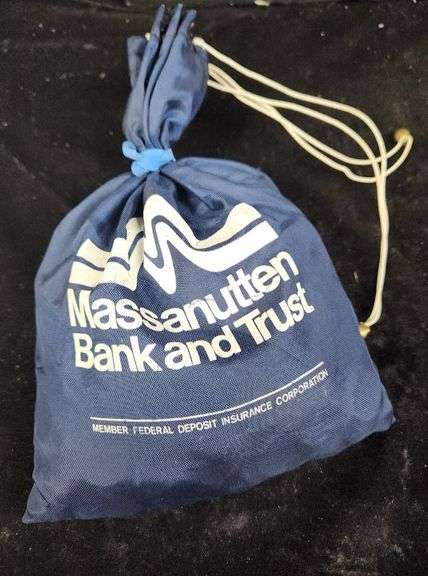 Massanutten
Bank and Trust
MEMBER FEDERAL DEPOSIT INSURANCE CORPORATION